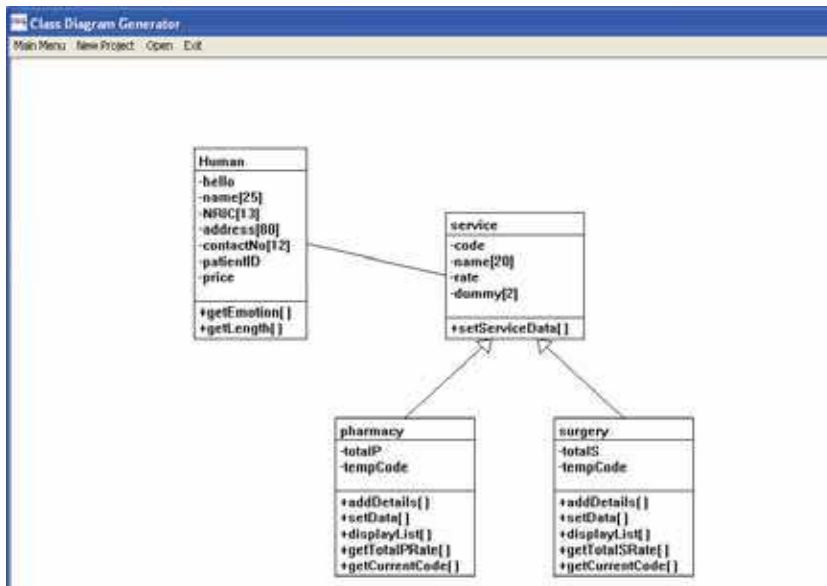 Class Diagram Generator
Main Menu New Project Open Exit
Human
-hello
-name[25]
-NRIC[13]
-address[80]
-contactNo[12]
-patientID
-price
+getEmotion[]
+getLength[]
service
-code
-name[20]
-rate
-dummy[2]
+setServiceData[]
pharmacy
-totalP
-tempCode
+addDetails[]
+setData[]
+displayList[]
+getTotalPRate[]
+getCurrentCode[]
surgery
-totalS
-tempCode
+addDetails[]
+setData[]
+displayList[]
+getTotalSRate[]
+getCurrentCode[]